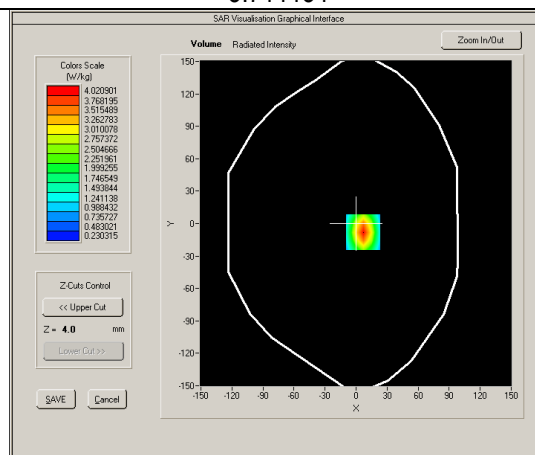 SAR Visualisation Graphical Interface
Volume Radiated Intensity
Zoom In/Out
Colors Scale
(W/kg)
4.020901
3.768195
3.515489
3.262783
3.010078
2.757372
2.504666
2.251961
1.999255
1.746549
1.493844
1.241138
0.988432
0.735727
0.483021
0.230315
Z-Cuts Control
<< Upper Cut
Z = 4.0 mm
Lower Cut >>
SAVE
Cancel
150
120
90
60
30
0
-30
-60
-90
-120
-150
Y
-150 -120 -90 -60 -30 0 30 60 90 120 150
X